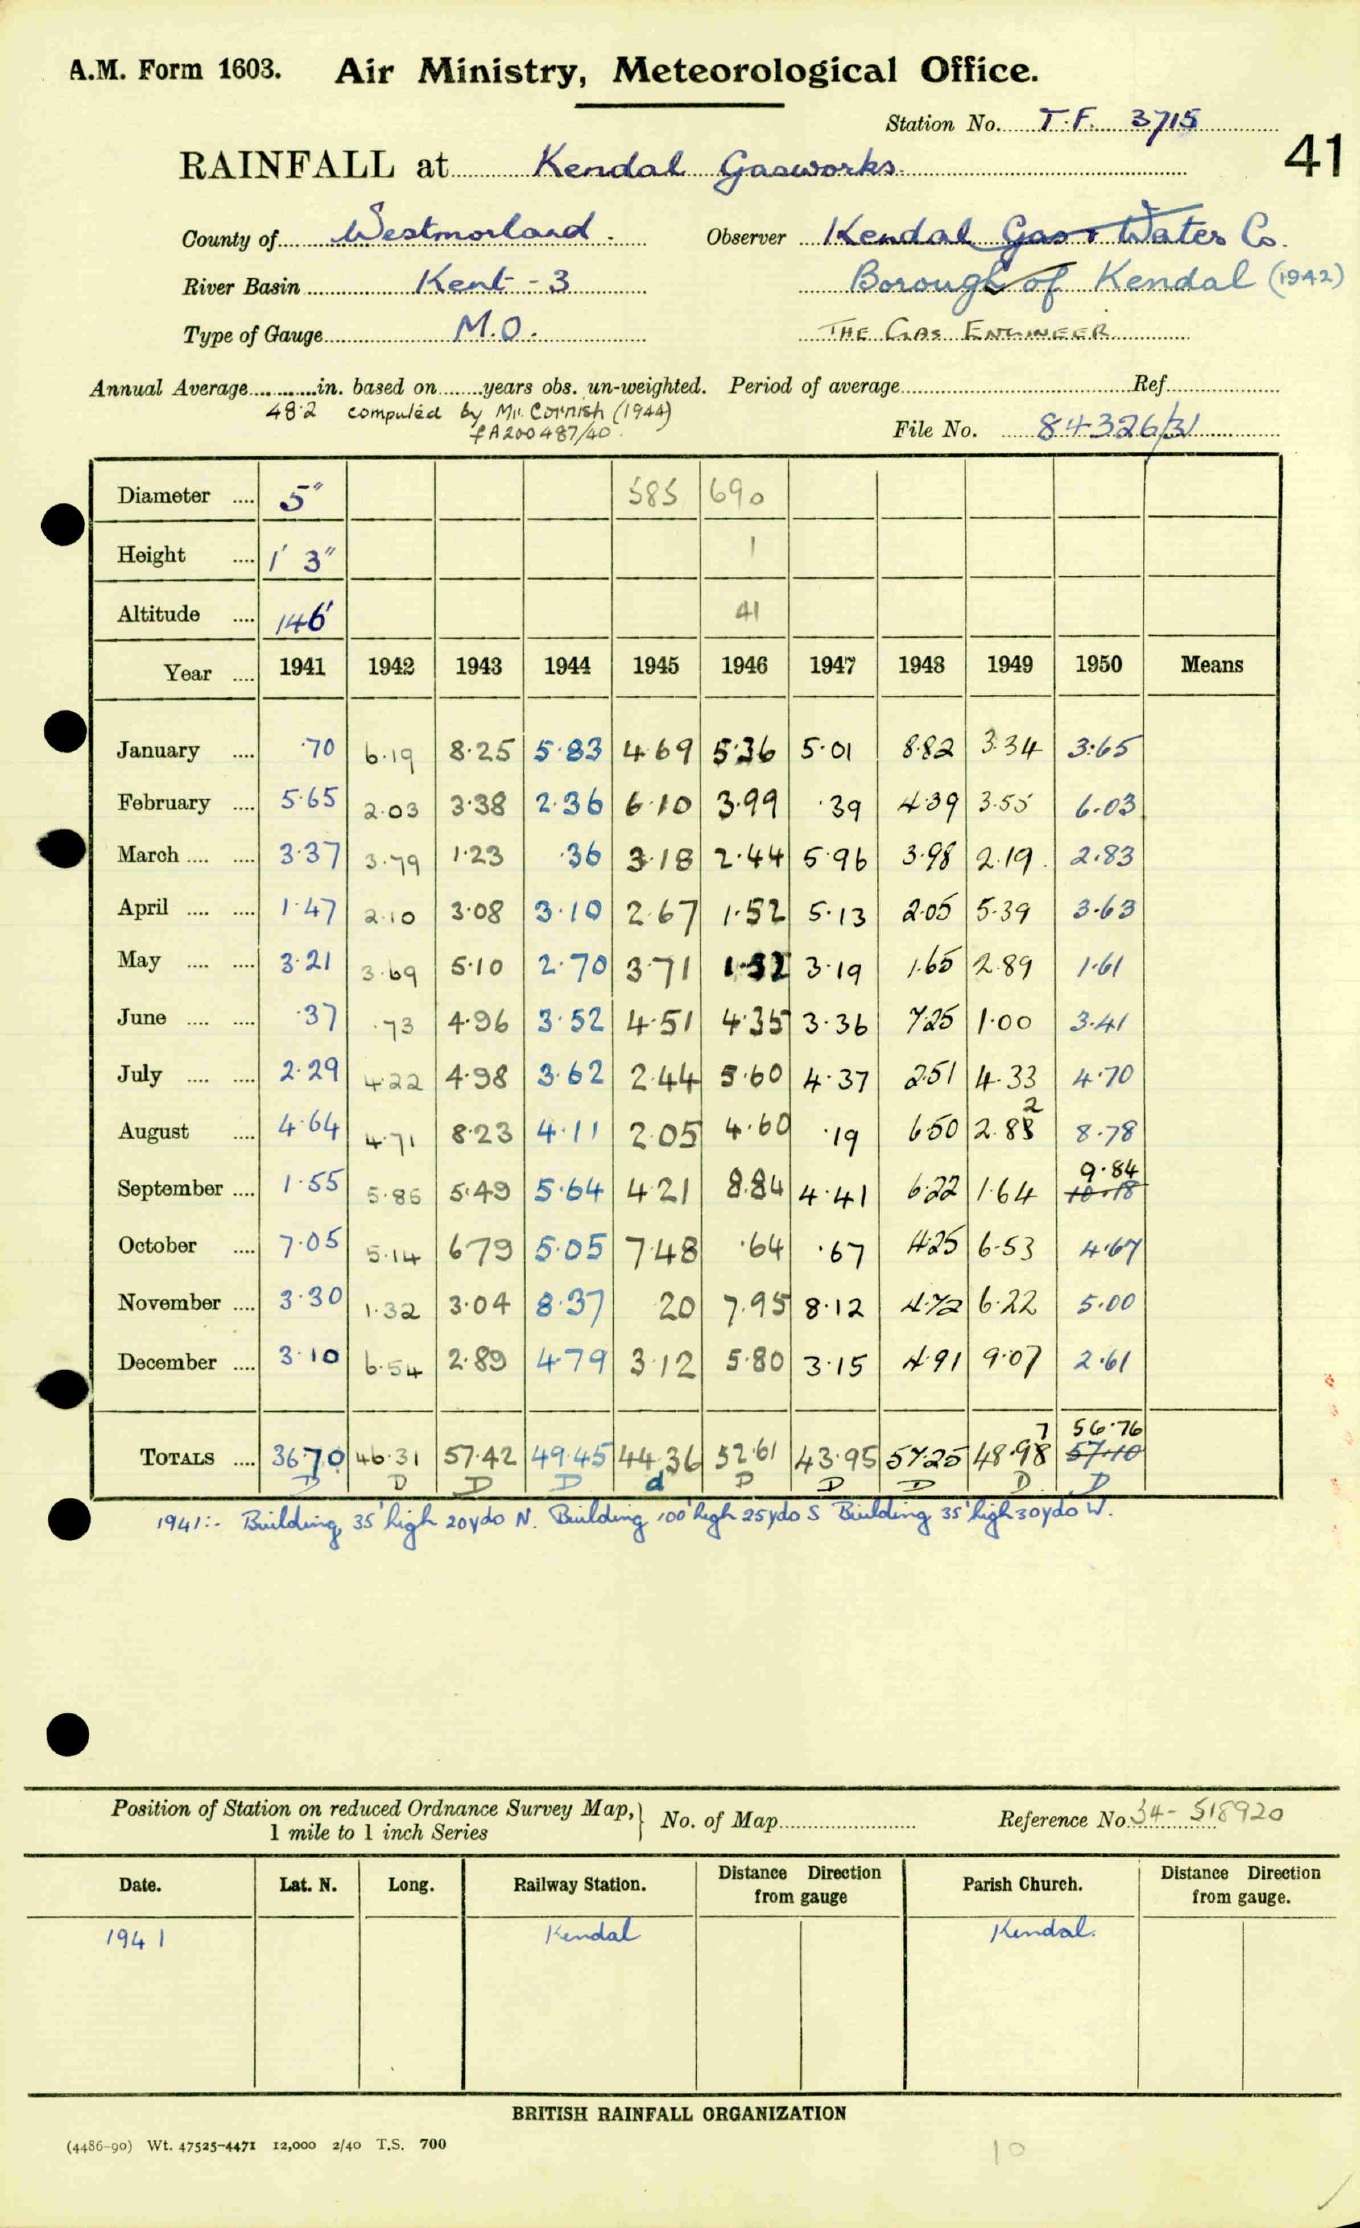 A.M. Form 1603. Air Ministry, Meteorological Office.
Station No. T.F. 3715
41
RAINFALL at Kendal Gasworks.
County of Westmorland. Observer Kendal Gas & Water Co.
River Basin Kent - 3 Borough of Kendal (1942)
Type of Gauge M.O. THE GAS ENGINEER
Annual Average in. based on years obs. un-weighted. Period of average Ref
48.2 computed by Mr. Cornish (1944)
f A200487/40.
File No. 84326/31
Diameter .... 5" 585 690
Height .... 1' 3" 1
Altitude .... 146' 41
Year .... 1941 1942 1943 1944 1945 1946 1947 1948 1949 1950 Means
January .... .70 6.19 8.25 5.83 4.69 5.36 5.01 8.82 3.34 3.65
February .... 5.65 2.03 3.38 2.36 6.10 3.99 .39 4.39 3.55 6.03
March .... .... 3.37 3.79 1.23 .36 3.18 2.44 5.96 3.98 2.19 2.83
April .... .... 1.47 2.10 3.08 3.10 2.67 1.52 5.13 2.05 5.39 3.63
May .... .... 3.21 3.69 5.10 2.70 3.71 1.52 3.19 1.65 2.89 1.61
June .... .... .37 .73 4.96 3.52 4.51 4.35 3.36 7.25 1.00 3.41
July .... .... 2.29 4.22 4.98 3.62 2.44 5.60 4.37 2.51 4.33 4.70
2
August .... 4.64 4.71 8.23 4.11 2.05 4.60 .19 6.50 2.88 8.78
9.84
September .... 1.55 5.86 5.49 5.64 4.21 8.84 4.41 6.22 1.64 10.18
October .... 7.05 5.14 6.79 5.05 7.48 .64 .67 4.25 6.53 4.67
November .... 3.30 1.32 3.04 8.37 20 7.95 8.12 4.72 6.22 5.00
December .... 3.10 6.54 2.89 4.79 3.12 5.80 3.15 4.91 9.07 2.61
7 56.76
TOTALS .... 36.70 46.31 57.42 49.45 44.36 52.61 43.95 57.25 48.98 57.10
D D D D d D D D D D
1941:- Building 35' high 20yds N. Building 100' high 25yds S Building 35' high 30yds W.
Position of Station on reduced Ordnance Survey Map, } No. of Map Reference No 34- 518920
1 mile to 1 inch Series
Date. Lat. N. Long. Railway Station. Distance Direction from gauge Parish Church. Distance Direction from gauge.
1941 Kendal Kendal.
BRITISH RAINFALL ORGANIZATION
(4486-90) Wt. 47525-4471 12,000 2/40 T.S. 700
10